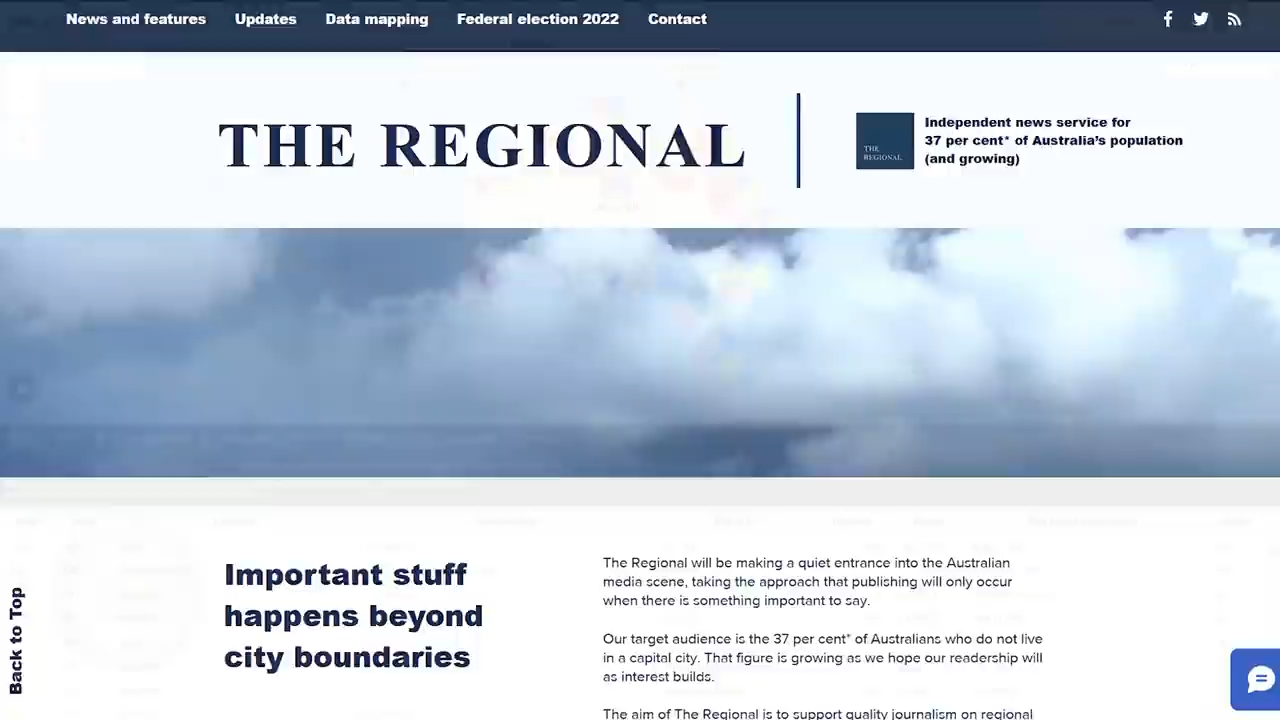 News and features Updates Data mapping Federal election 2022 Contact
THE REGIONAL
Independent news service for
37 per cent* of Australia's population
(and growing)
THE
REGIONAL
Important stuff
happens beyond
city boundaries
The Regional will be making a quiet entrance into the Australian
media scene, taking the approach that publishing will only occur
when there is something important to say.
Our target audience is the 37 per cent* of Australians who do not live
in a capital city. That figure is growing as we hope our readership will
as interest builds.
The aim of The Regional is to support quality journalism on regional
Back to Top